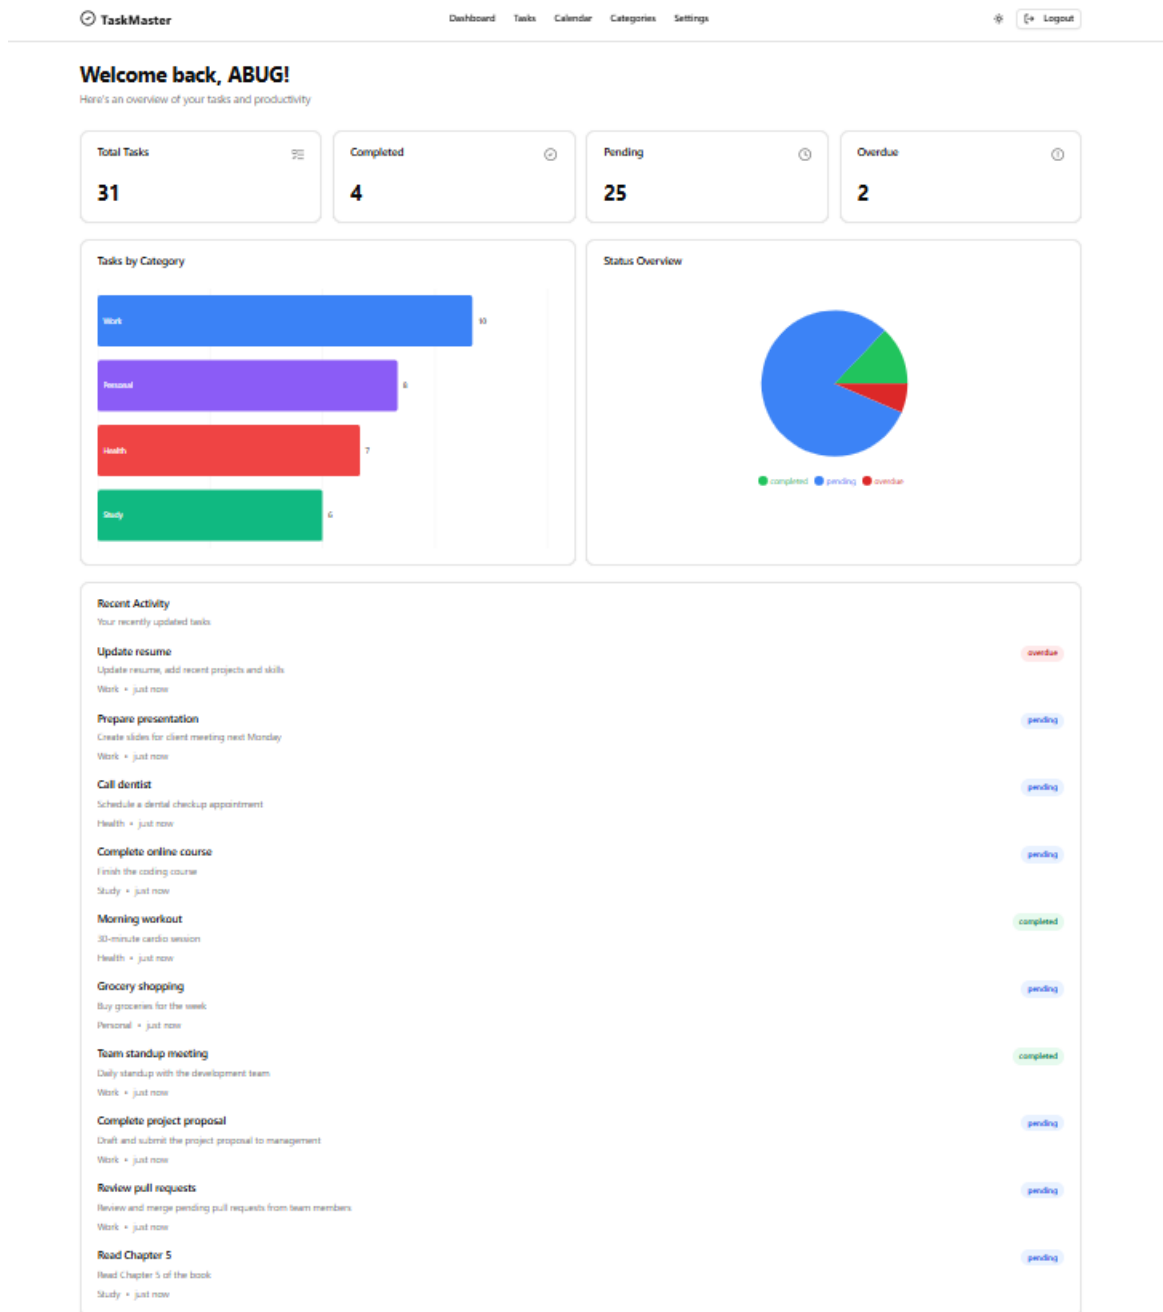 TaskMaster
Dashboard Tasks Calendar Categories Settings
Logout
Welcome back, ABUG!
Here's an overview of your tasks and productivity
Total Tasks
31
Completed
4
Pending
25
Overdue
2
Tasks by Category
Work 10
Personal 8
Health 7
Study 6
Status Overview
completed pending overdue
Recent Activity
Your recently updated tasks
Update resume overdue
Update resume, add recent projects and skills
Work • just now
Prepare presentation pending
Create slides for client meeting next Monday
Work • just now
Call dentist pending
Schedule a dental checkup appointment
Health • just now
Complete online course pending
Finish the coding course
Study • just now
Morning workout completed
30-minute cardio session
Health • just now
Grocery shopping pending
Buy groceries for the week
Personal • just now
Team standup meeting completed
Daily standup with the development team
Work • just now
Complete project proposal pending
Draft and submit the project proposal to management
Work • just now
Review pull requests pending
Review and merge pending pull requests from team members
Work • just now
Read Chapter 5 pending
Read Chapter 5 of the book
Study • just now